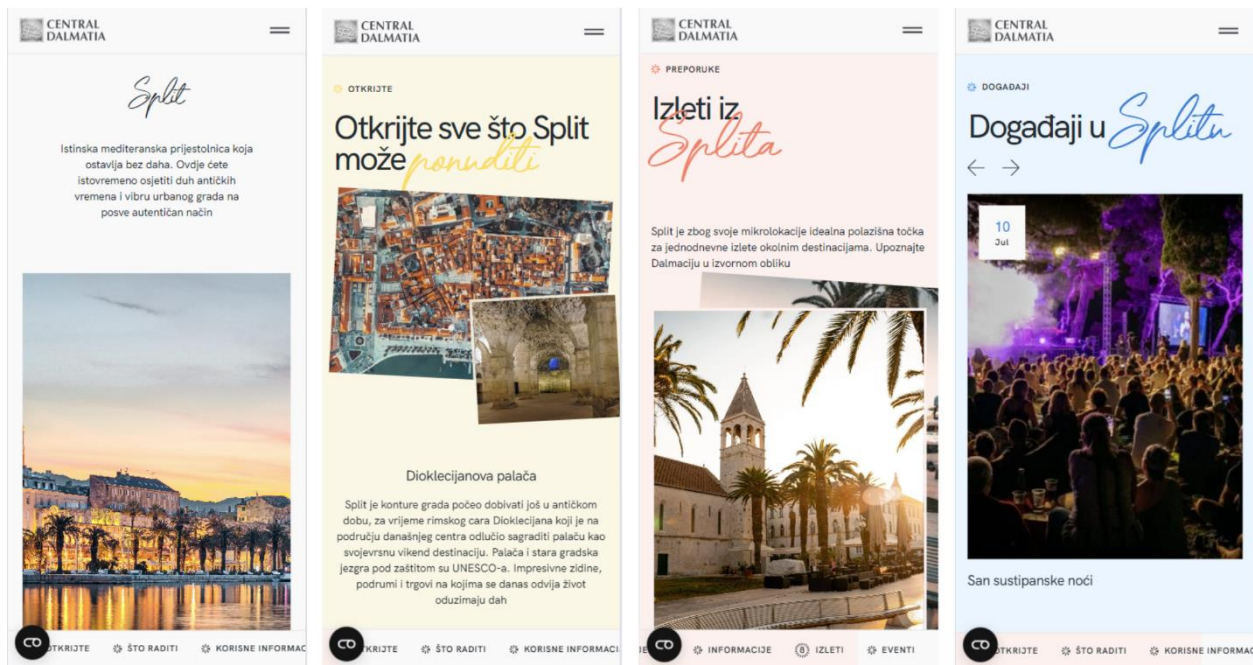 CENTRAL
DALMATIA
Split
Istinska mediteranska prijestolnica koja
ostavlja bez daha. Ovdje ćete
istovremeno osjetiti duh antičkih
vremena i vibru urbanog grada na
posve autentičan način
OTKRIJTE
ŠTO RADITI
KORISNE INFORMAC
CENTRAL
DALMATIA
OTKRIJTE
Otkrijte sve što Split
može ponuditi
Dioklecijanova palača
Split je konture grada počeo dobivati još u antičkom
dobu, za vrijeme rimskog cara Dioklecijana koji je na
području današnjeg centra odlučio sagraditi palaču kao
svojevrsnu vikend destinaciju. Palača i stara gradska
jezgra pod zaštitom su UNESCO-a. Impresivne zidine,
podrumi i trgovi na kojima se danas odvija život
oduzimaju dah
KRIJTE
ŠTO RADITI
KORISNE INFORMACI
CENTRAL
DALMATIA
PREPORUKE
Izleti iz
Splita
Split je zbog svoje mikrolokacije idealna polazišna točka
za jednodnevne izlete okolnim destinacijama. Upoznajte
Dalmaciju u izvornom obliku
INFORMACIJE
8 IZLETI
EVENTI
CENTRAL
DALMATIA
DOGAĐAJI
Događaji u Splitu
10
Jul
San sustipanske noći
OTKRIJTE
ŠTO RADITI
KORISNE INFORMAC